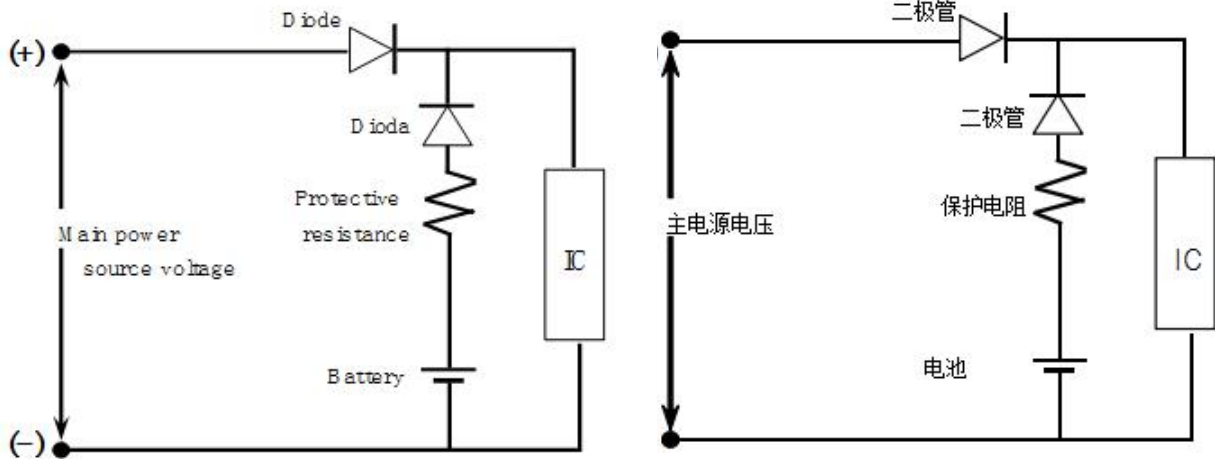 Diode
(+)
Dioda
Protective
resistance
Main power
source voltage
IC
Battery
(-)
二极管
二极管
保护电阻
主电源电压
IC
电池